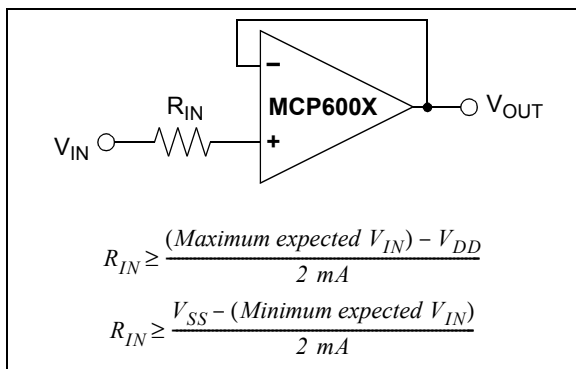 −
MCP600X
R_IN
V_IN
+
V_OUT
R_IN ≥ (Maximum expected V_IN) − V_DD / 2 mA
R_IN ≥ V_SS − (Minimum expected V_IN) / 2 mA